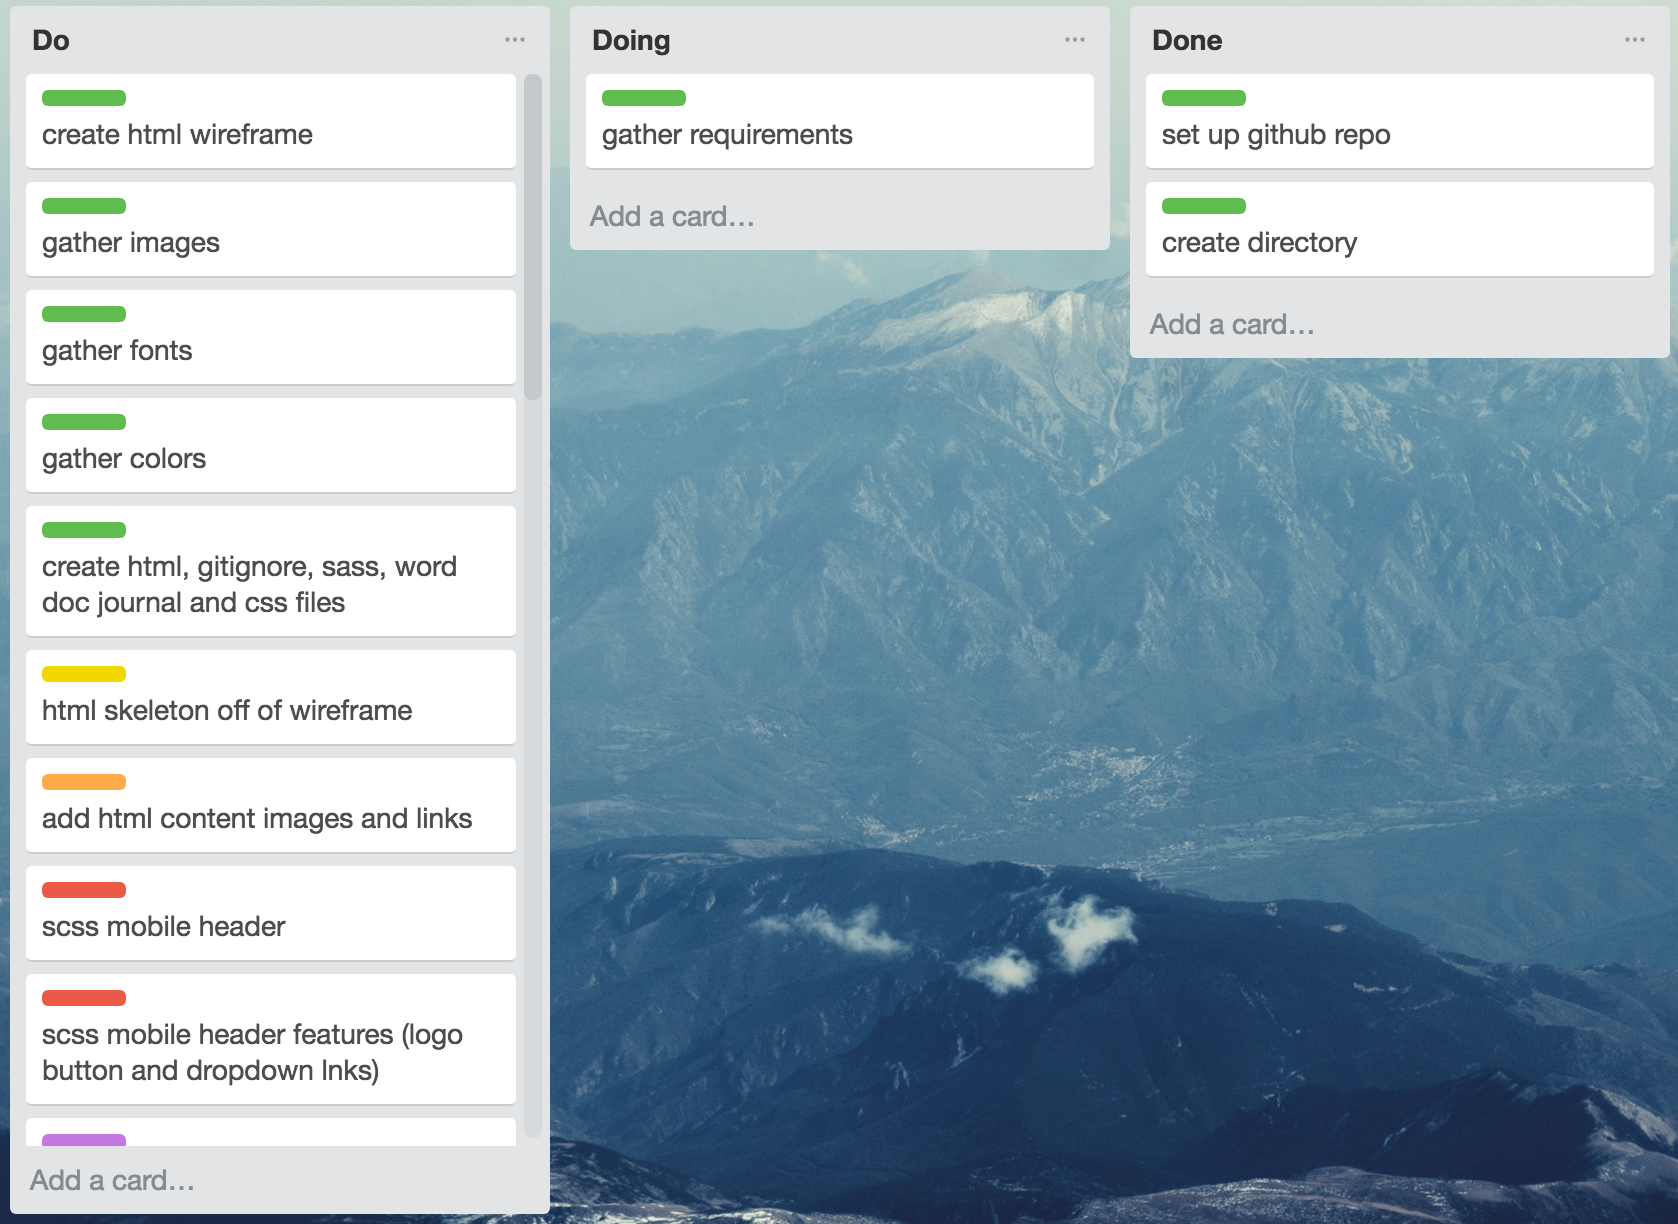 Do
create html wireframe
gather images
gather fonts
gather colors
create html, gitignore, sass, word
doc journal and css files
html skeleton off of wireframe
add html content images and links
scss mobile header
scss mobile header features (logo
button and dropdown lnks)
Add a card…
Doing
gather requirements
Add a card…
Done
set up github repo
create directory
Add a card…